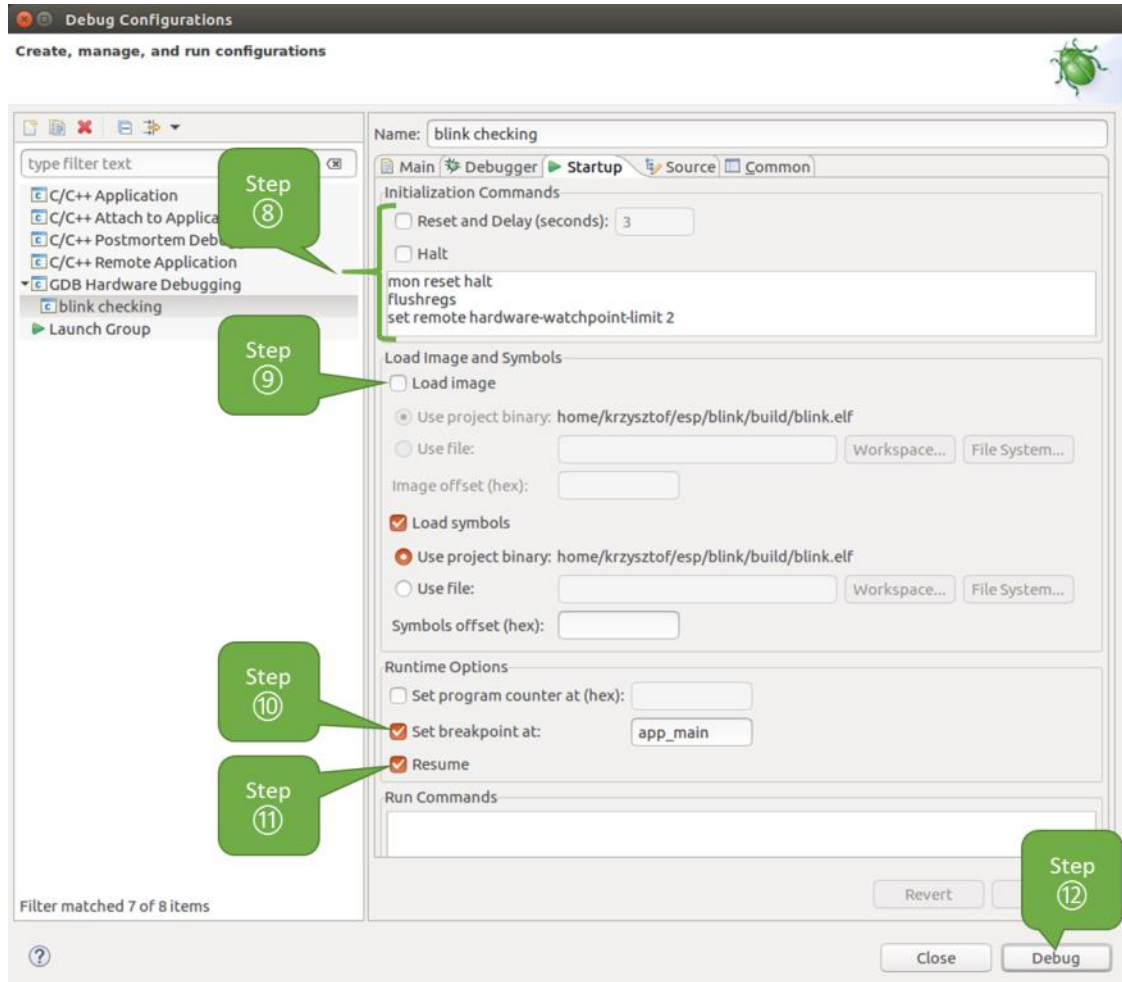 Debug Configurations
Create, manage, and run configurations
type filter text
C/C++ Application
C/C++ Attach to Applica
C/C++ Postmortem Debu
C/C++ Remote Application
GDB Hardware Debugging
blink checking
Launch Group
Filter matched 7 of 8 items
Step
⑧
Step
⑨
Step
⑩
Step
⑪
Name: blink checking
Main Debugger Startup Source Common
Initialization Commands
Reset and Delay (seconds): 3
Halt
mon reset halt
flushregs
set remote hardware-watchpoint-limit 2
Load Image and Symbols
Load image
Use project binary: home/krzysztof/esp/blink/build/blink.elf
Use file: Workspace... File System...
Image offset (hex):
Load symbols
Use project binary: home/krzysztof/esp/blink/build/blink.elf
Use file: Workspace... File System...
Symbols offset (hex):
Runtime Options
Set program counter at (hex):
Set breakpoint at: app_main
Resume
Run Commands
Step
⑫
Revert
Close Debug